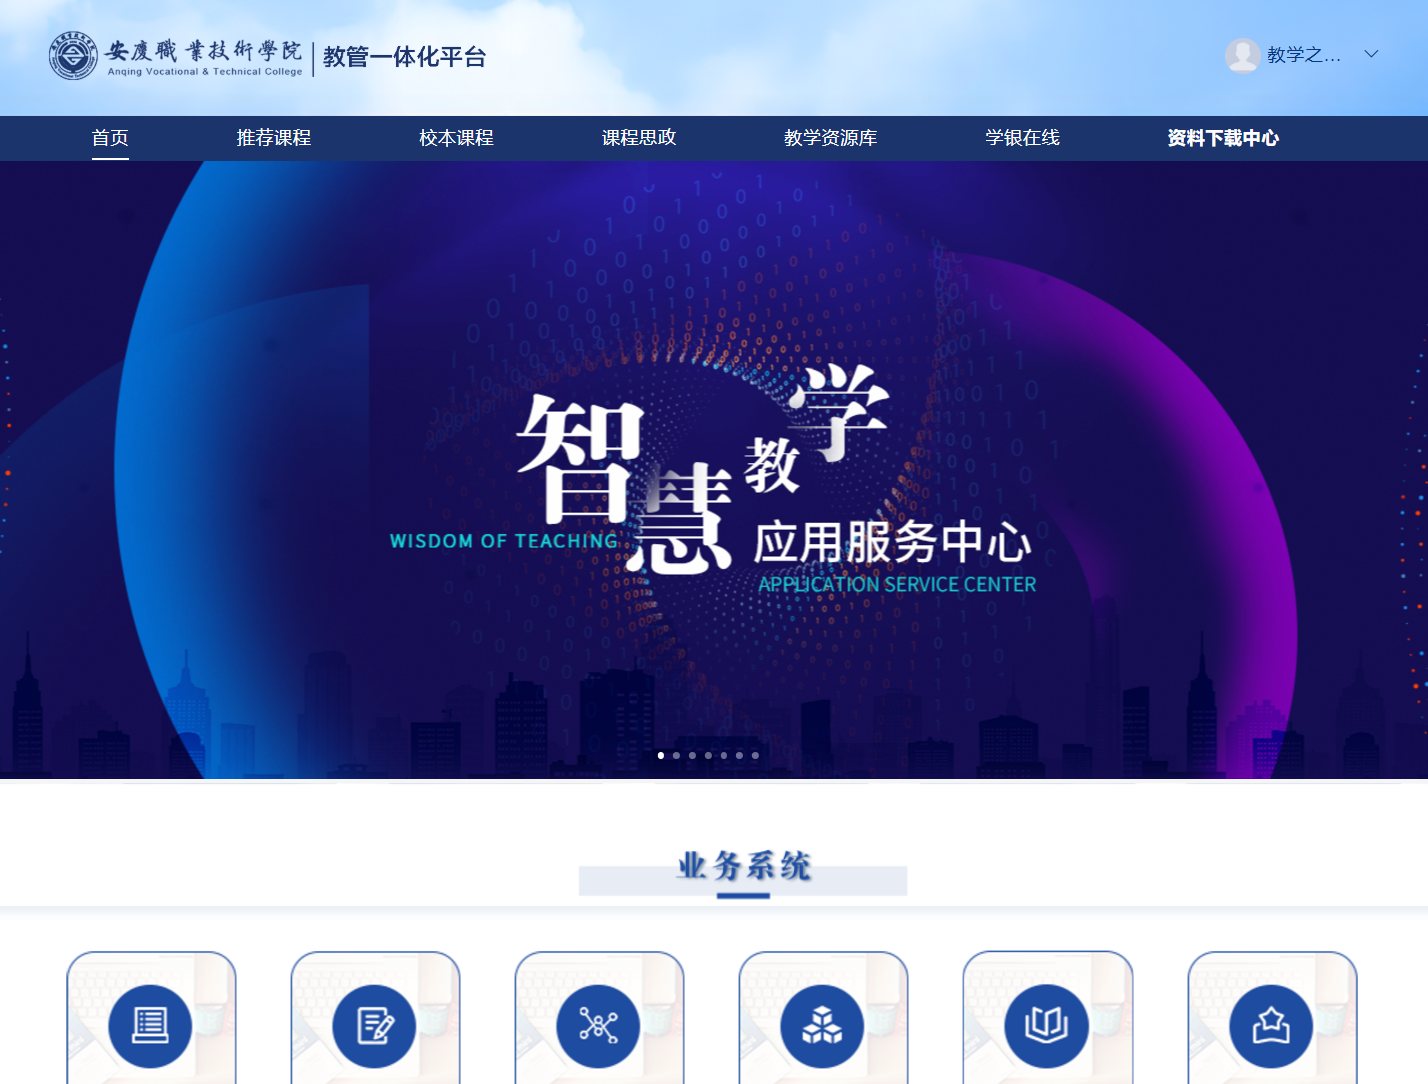 安慶職業技術學院
Anqing Vocational & Technical College
教管一体化平台
教学之...
首页 推荐课程 校本课程 课程思政 教学资源库 学银在线 资料下载中心
智慧教学
WISDOM OF TEACHING
应用服务中心
APPLICATION SERVICE CENTER
业务系统